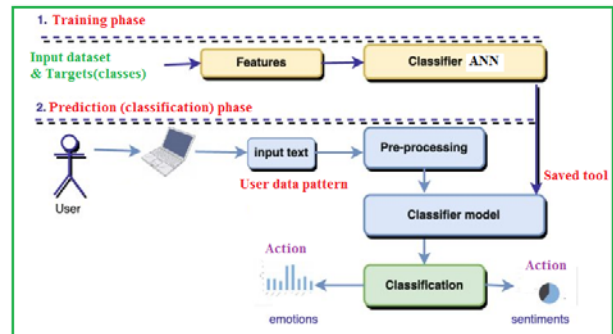 1. Training phase
Input dataset
& Targets(classes)
Features
Classifier ANN
2. Prediction (classification) phase
input text
Pre-processing
User data pattern
User
Saved tool
Classifier model
Action
Classification
Action
emotions
sentiments